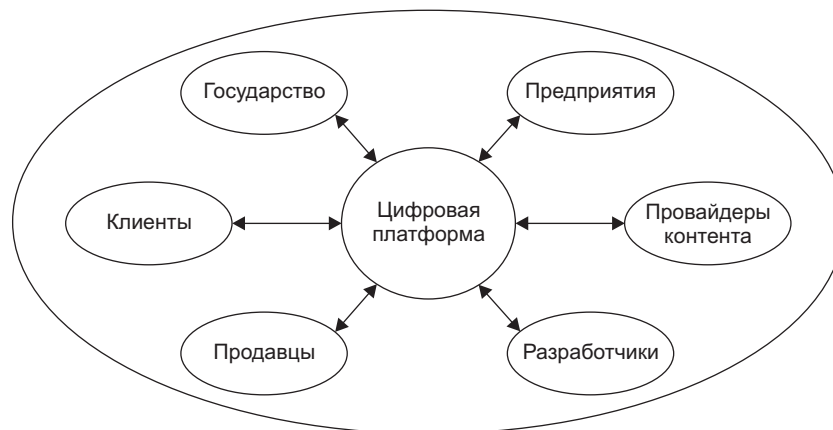 Государство
Предприятия
Клиенты
Цифровая
платформа
Провайдеры
контента
Продавцы
Разработчики